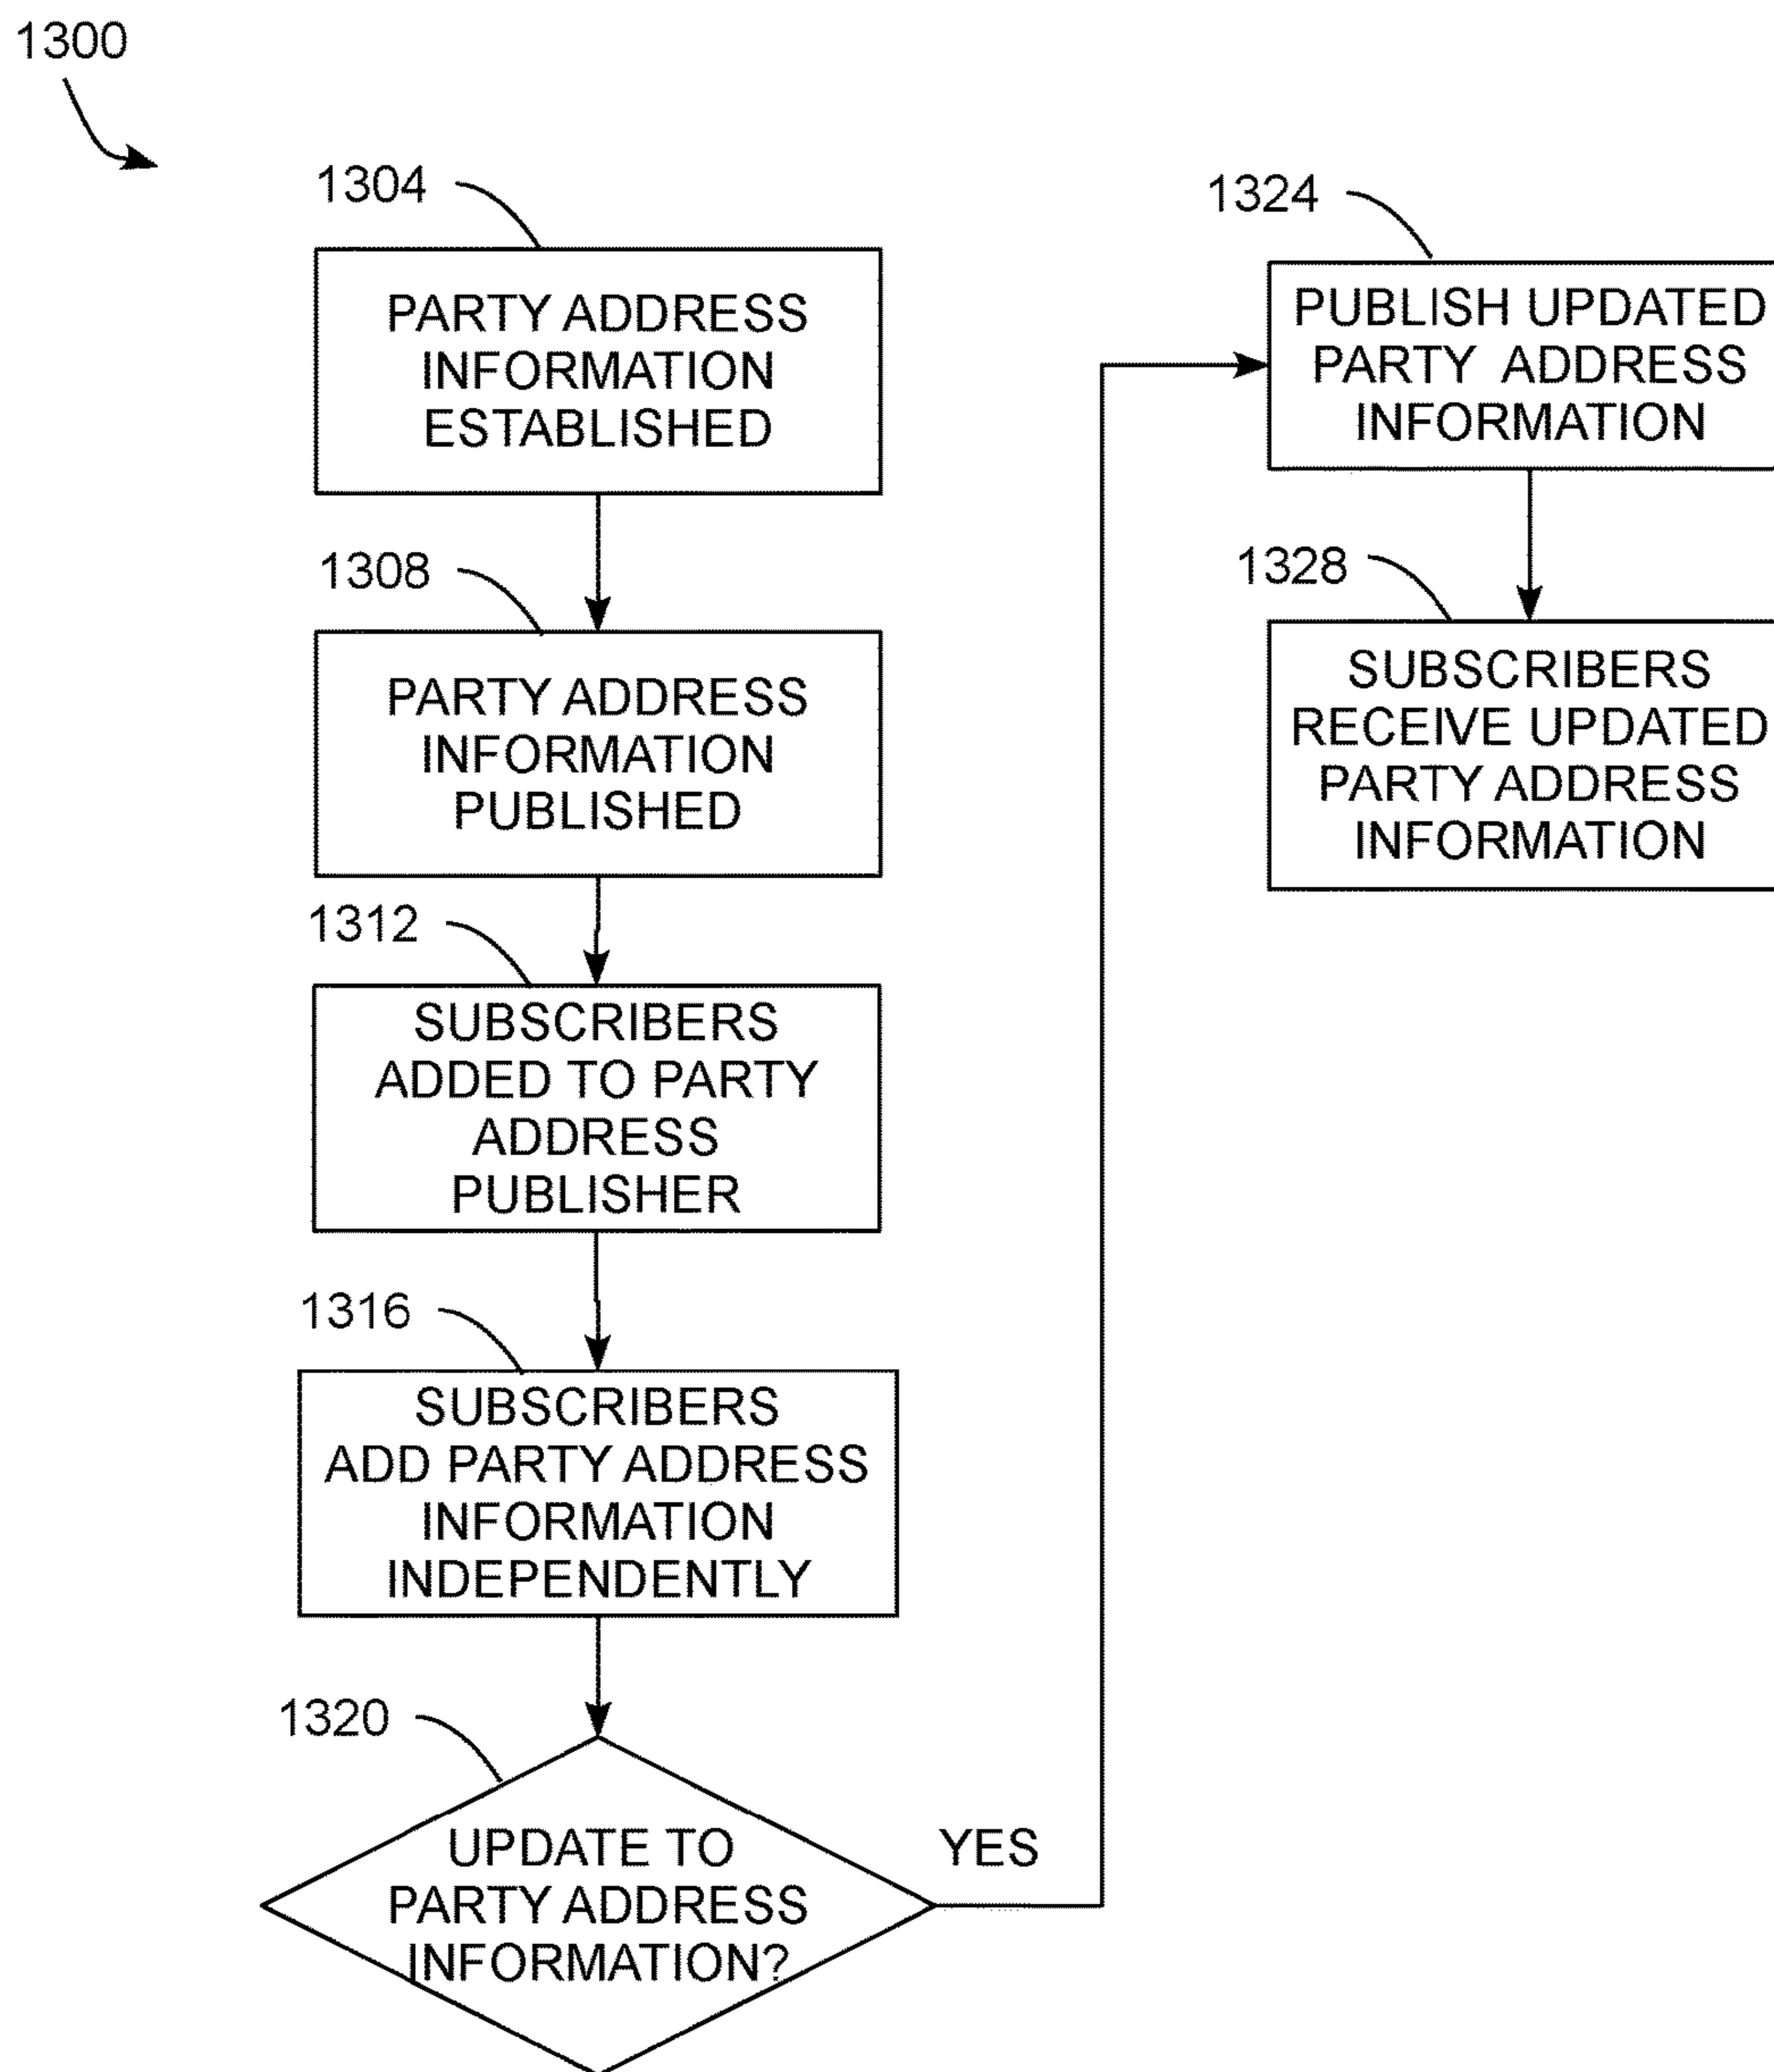 1300
1304
PARTY ADDRESS
INFORMATION
ESTABLISHED
1308
PARTY ADDRESS
INFORMATION
PUBLISHED
1312
SUBSCRIBERS
ADDED TO PARTY
ADDRESS
PUBLISHER
1316
SUBSCRIBERS
ADD PARTY ADDRESS
INFORMATION
INDEPENDENTLY
1320
UPDATE TO
PARTY ADDRESS
INFORMATION?
YES
1324
PUBLISH UPDATED
PARTY ADDRESS
INFORMATION
1328
SUBSCRIBERS
RECEIVE UPDATED
PARTY ADDRESS
INFORMATION